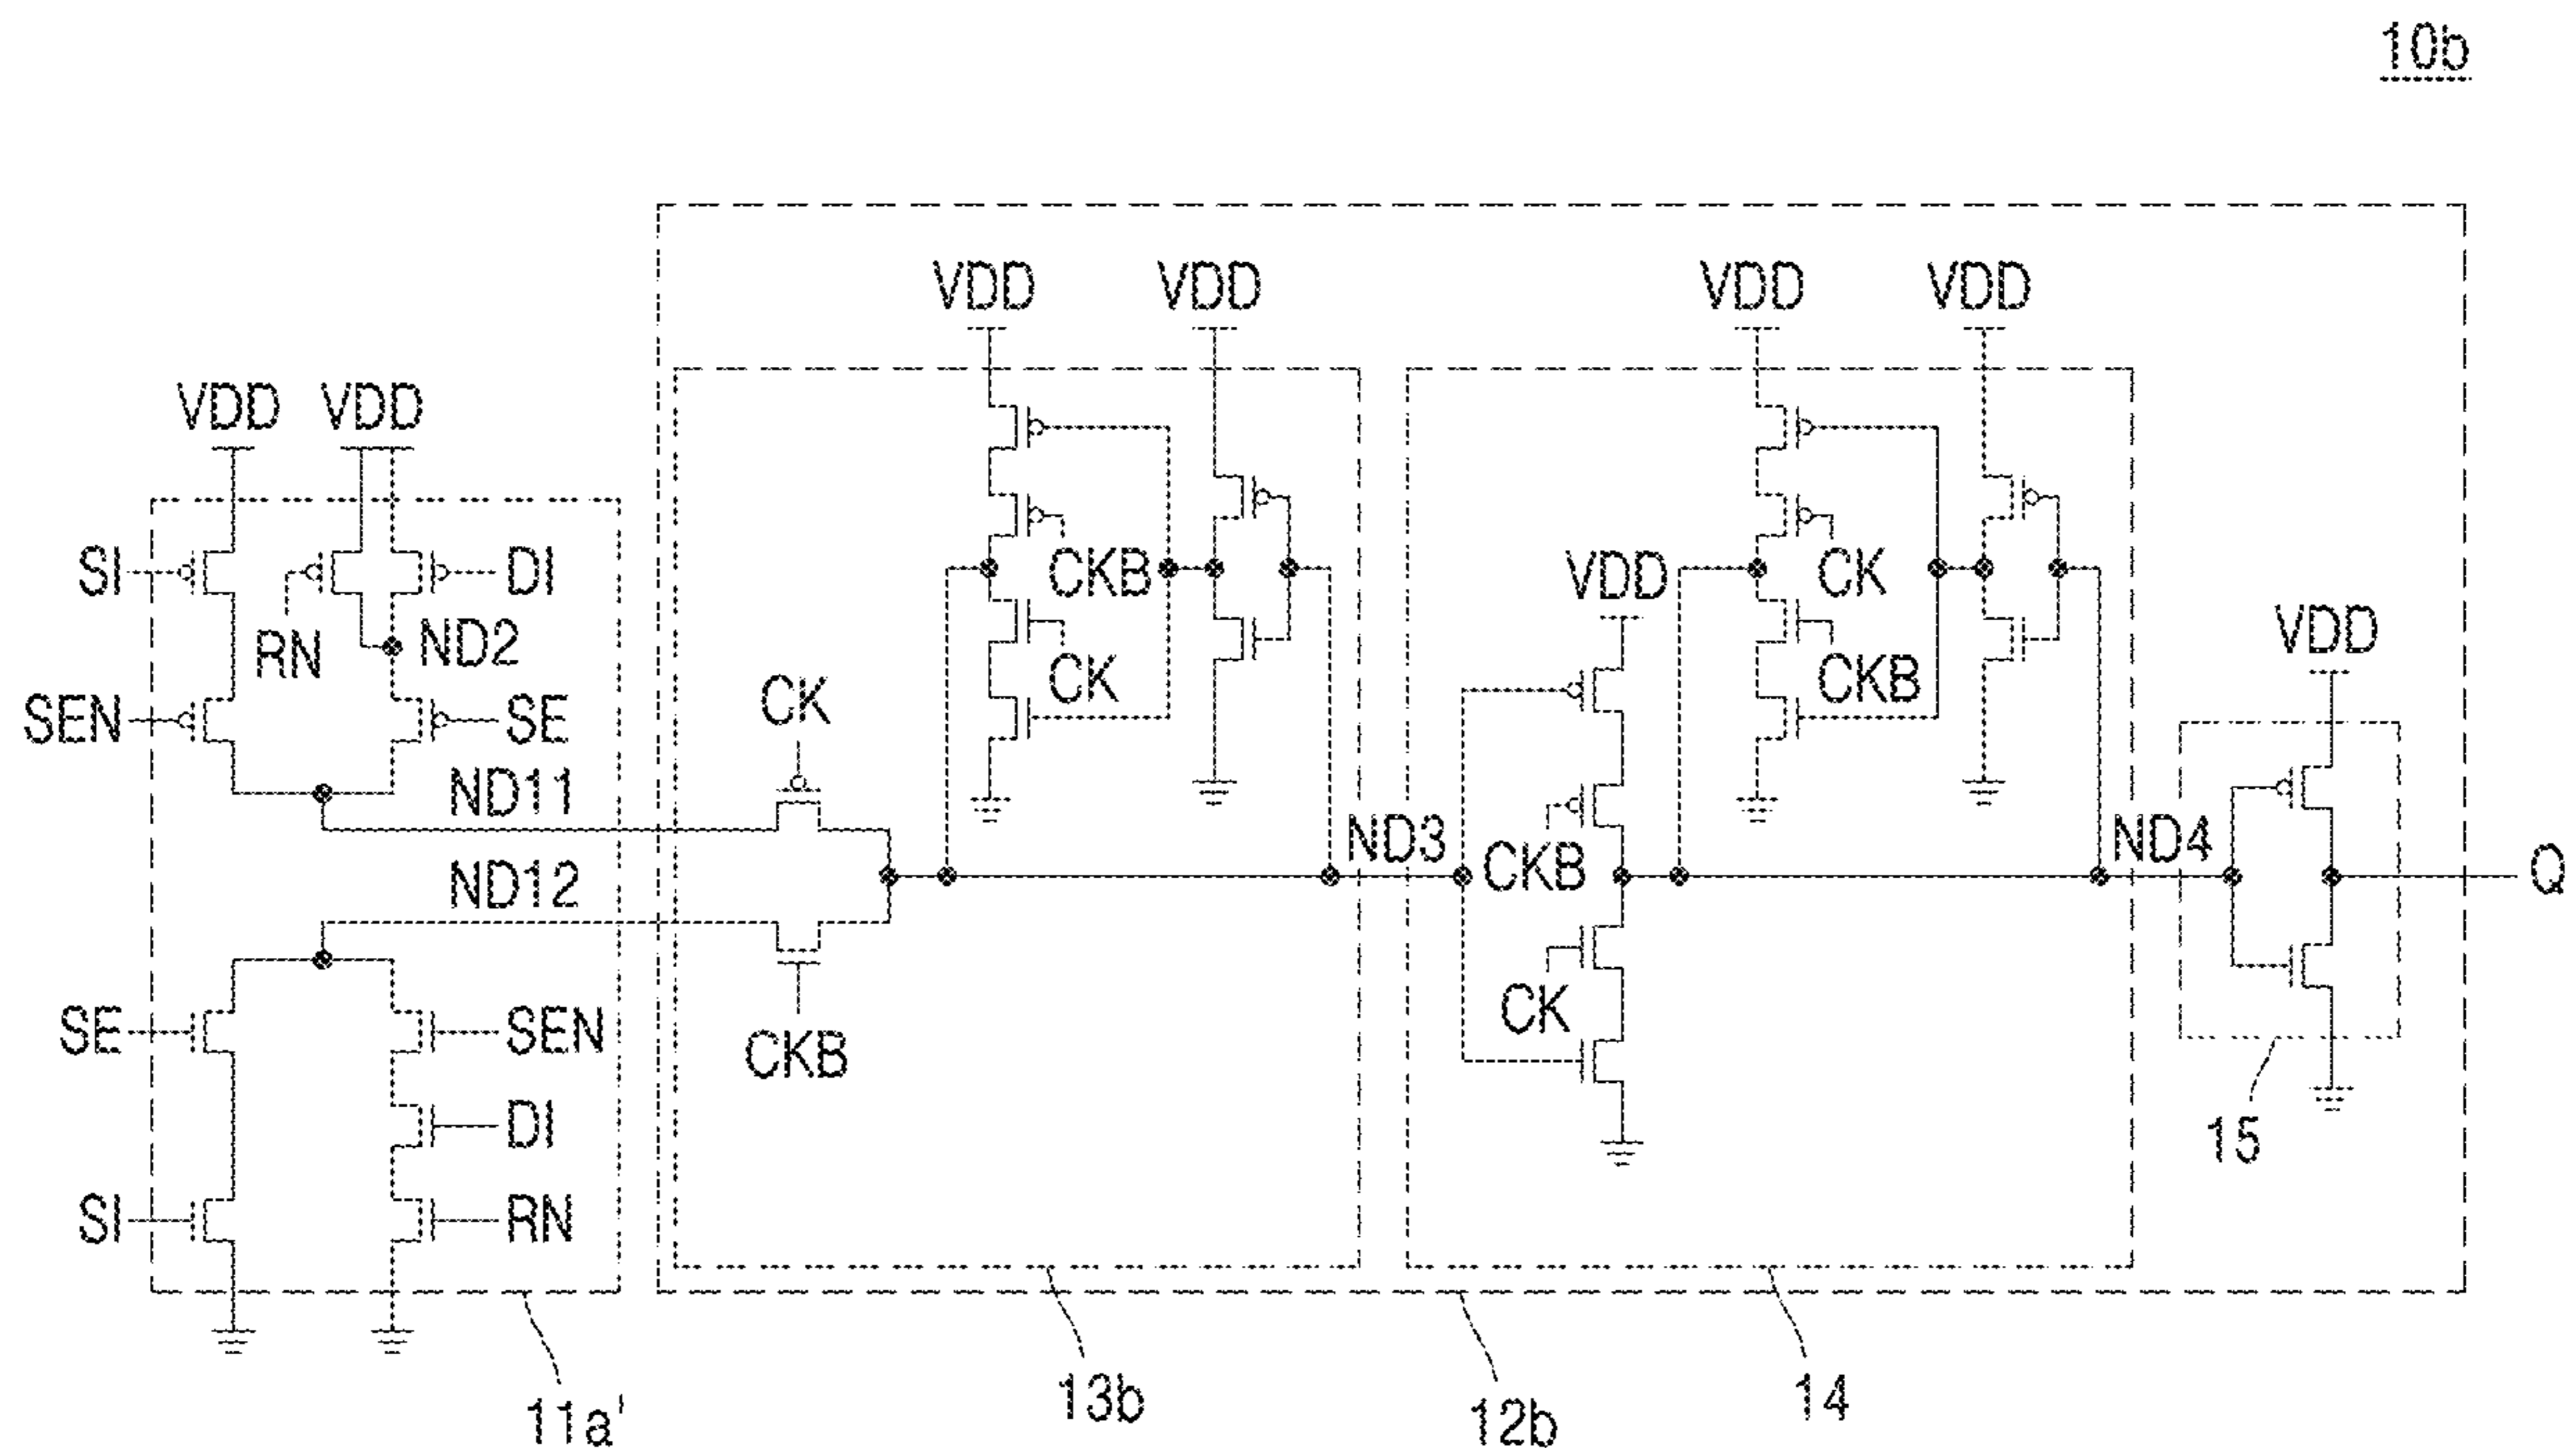 10b
VDD VDD VDD VDD
VDD VDD
SI DI CKB VDD CK
RN ND2 CK CKB VDD
SEN SE CK
ND11
ND3 CKB ND4 Q
ND12
SE SEN CKB CK
DI 15
SI RN
11a' 13b 12b 14